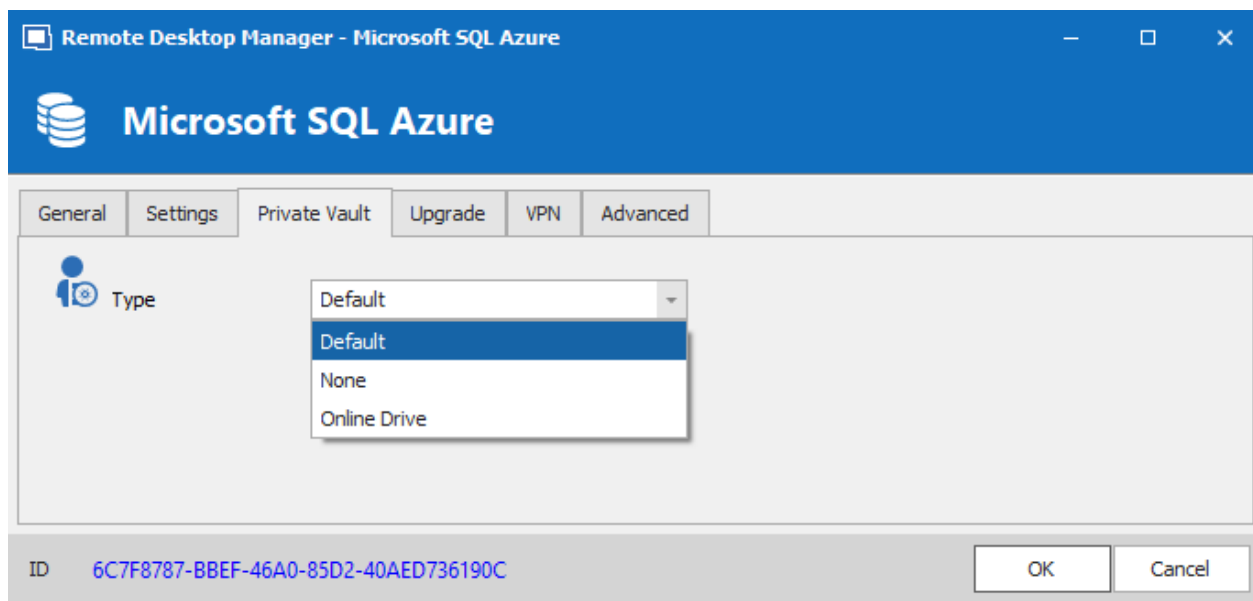 Remote Desktop Manager - Microsoft SQL Azure
Microsoft SQL Azure
General Settings Private Vault Upgrade VPN Advanced
Type Default
Default
None
Online Drive
ID 6C7F8787-BBEF-46A0-85D2-40AED736190C OK Cancel